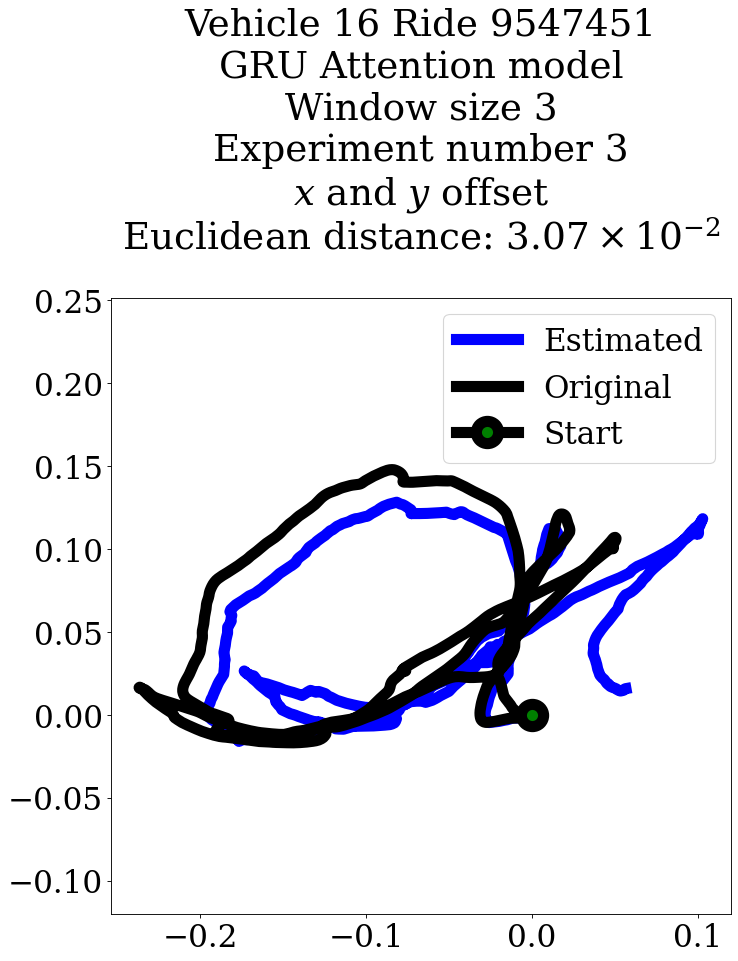 Vehicle 16 Ride 9547451
GRU Attention model
Window size 3
Experiment number 3
x and y offset
Euclidean distance: 3.07 × 10⁻²
0.25
0.20
0.15
0.10
0.05
0.00
−0.05
−0.10
Estimated
Original
Start
−0.2
−0.1
0.0
0.1